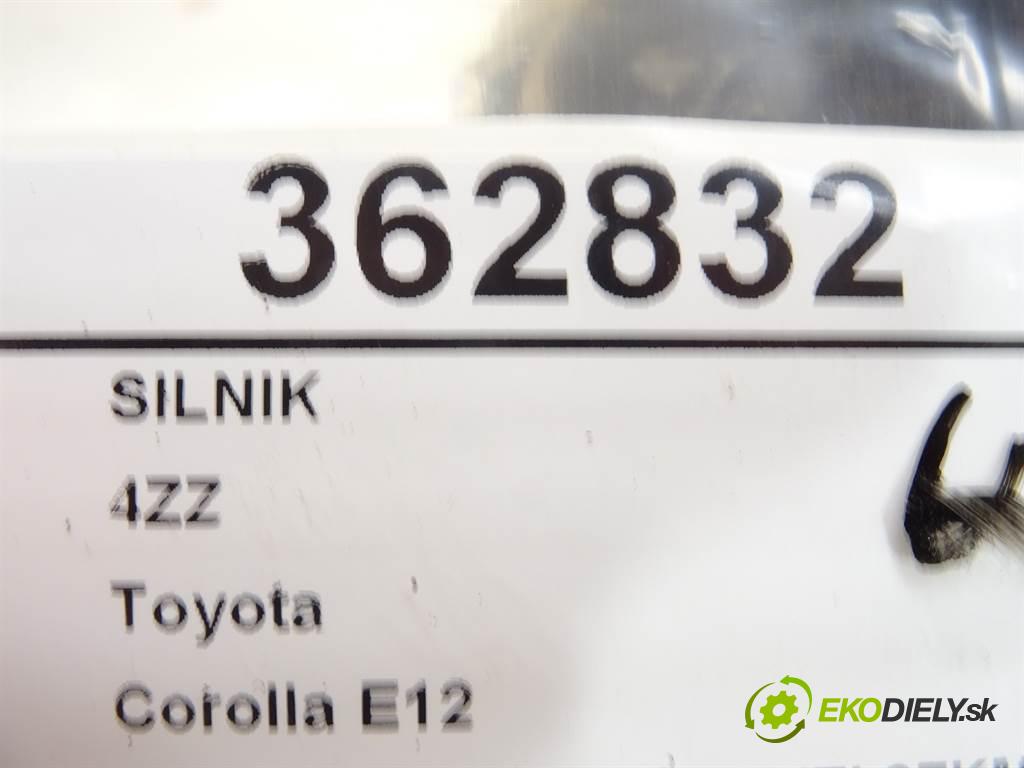 362832
SILNIK
4ZZ
Toyota
Corolla E12
EKODIELY.sk